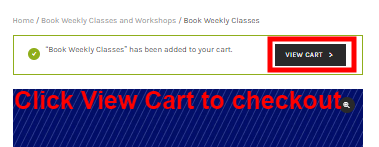 Home / Book Weekly Classes and Workshops / Book Weekly Classes
"Book Weekly Classes" has been added to your cart.
VIEW CART >
Click View Cart to checkout